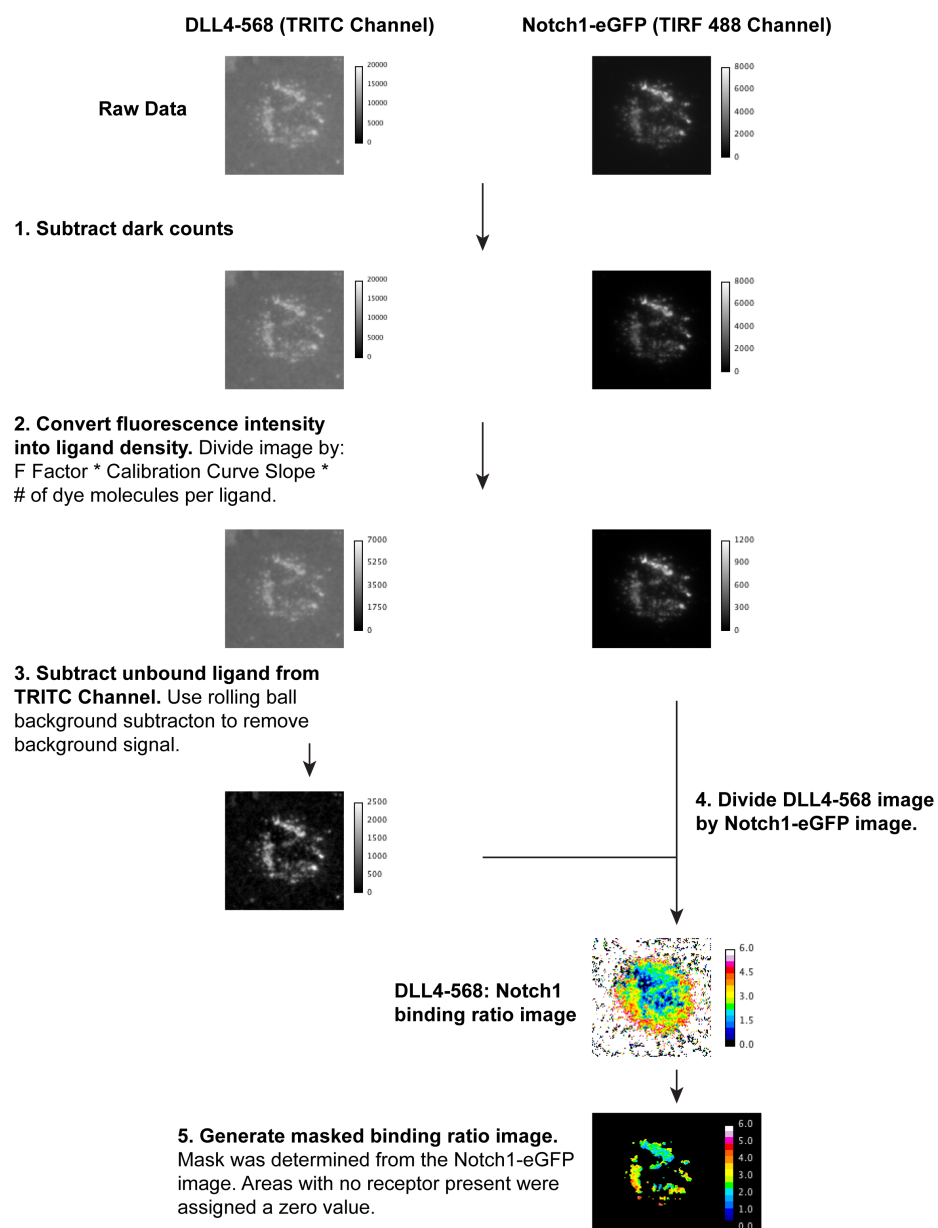 DLL4-568 (TRITC Channel)
Notch1-eGFP (TIRF 488 Channel)
Raw Data
20000
15000
10000
5000
0
8000
6000
4000
2000
0
1. Subtract dark counts
20000
15000
10000
5000
0
8000
6000
4000
2000
0
2. Convert fluorescence intensity
into ligand density. Divide image by:
F Factor * Calibration Curve Slope *
# of dye molecules per ligand.
7000
5250
3500
1750
0
1200
900
600
300
0
3. Subtract unbound ligand from
TRITC Channel. Use rolling ball
background subtracton to remove
background signal.
2500
2000
1500
1000
500
0
4. Divide DLL4-568 image
by Notch1-eGFP image.
DLL4-568: Notch1
binding ratio image
6.0
4.5
3.0
1.5
0.0
5. Generate masked binding ratio image.
Mask was determined from the Notch1-eGFP
image. Areas with no receptor present were
assigned a zero value.
6.0
5.0
4.0
3.0
2.0
1.0
0.0